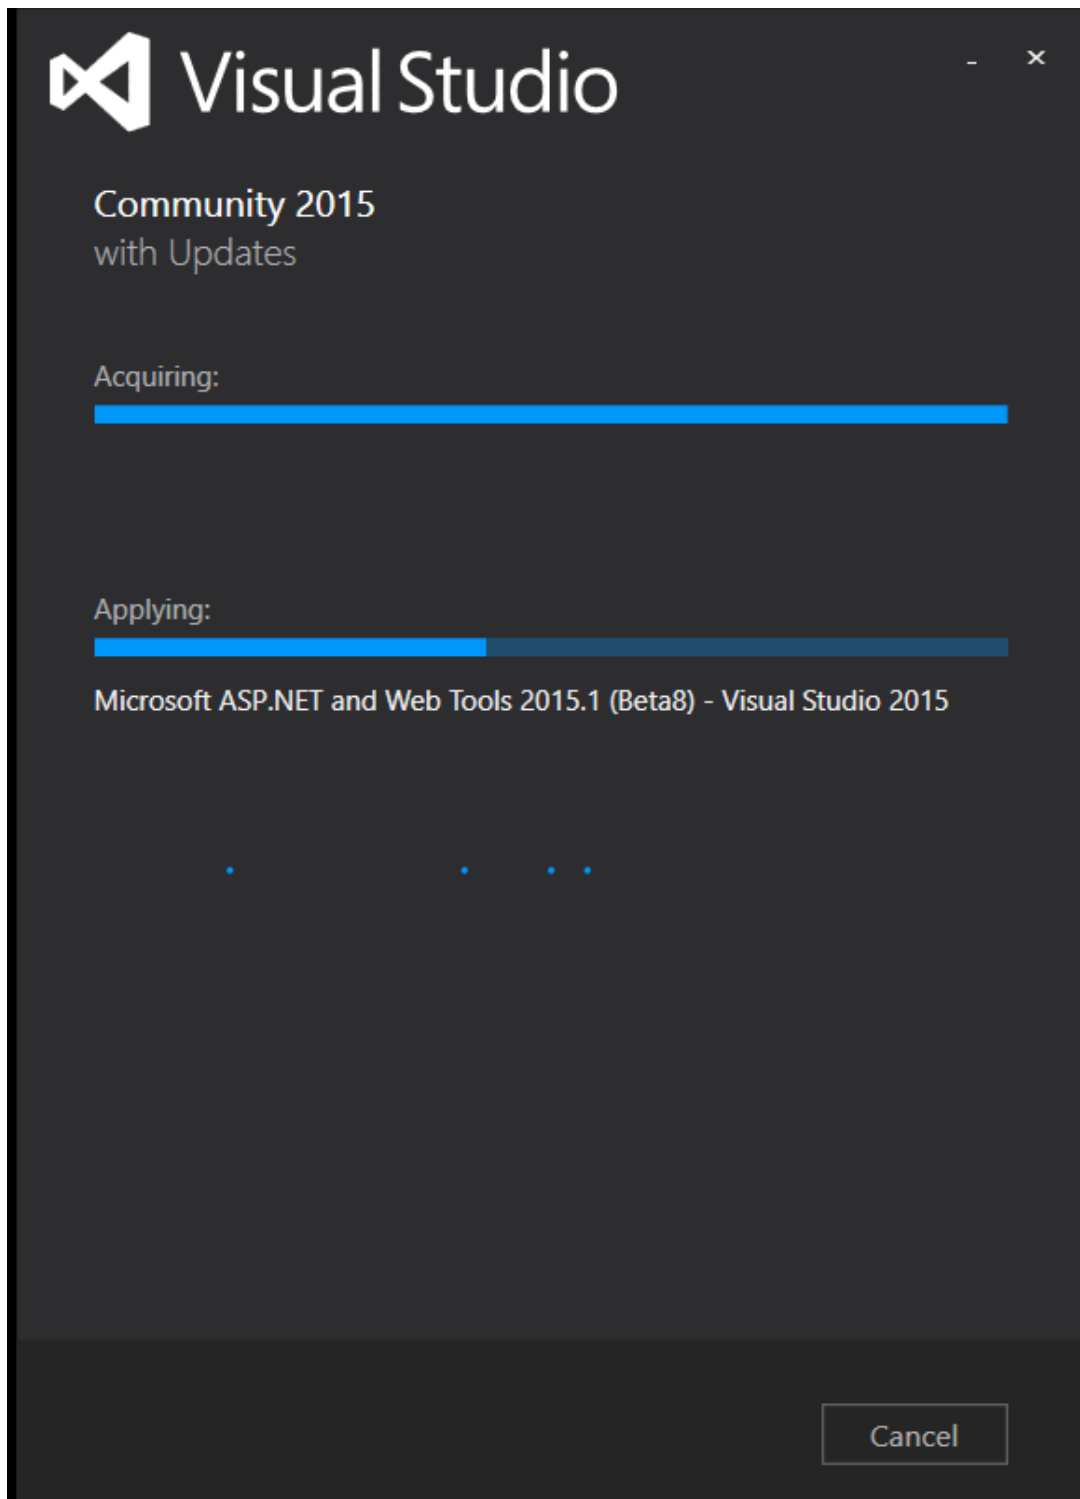 Visual Studio
Community 2015
with Updates
Acquiring:
Applying:
Microsoft ASP.NET and Web Tools 2015.1 (Beta8) - Visual Studio 2015
Cancel